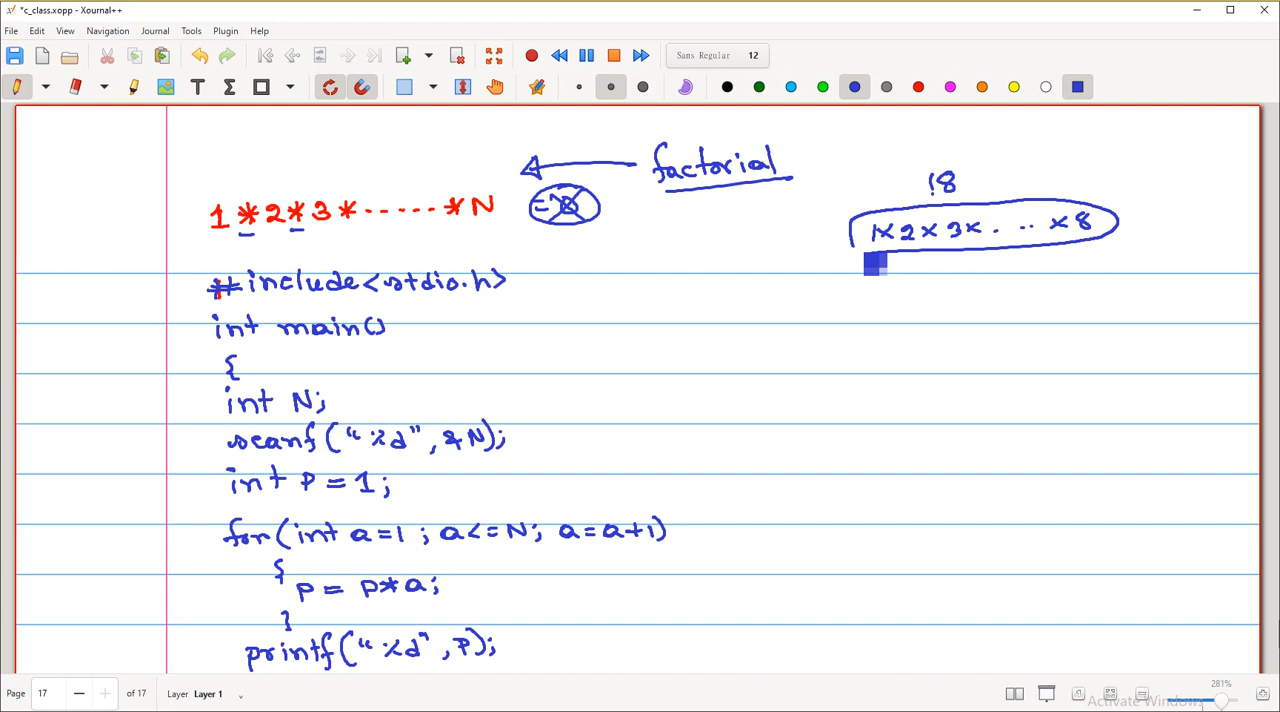 *c_class.xopp - Xournal++
File Edit View Navigation Journal Tools Plugin Help
Sans Regular 12
factorial
!8
1 * 2 * 3 * ...... * N
1 × 2 × 3 × . .. × 8
#include<stdio.h>
int main()
{
int N;
scanf("%d", &N);
int P = 1;
for(int a=1 ; a<=N; a=a+1)
{
P = P*a;
}
printf("%d", P);
Page 17 of 17 Layer Layer 1 281%
Activate Windows